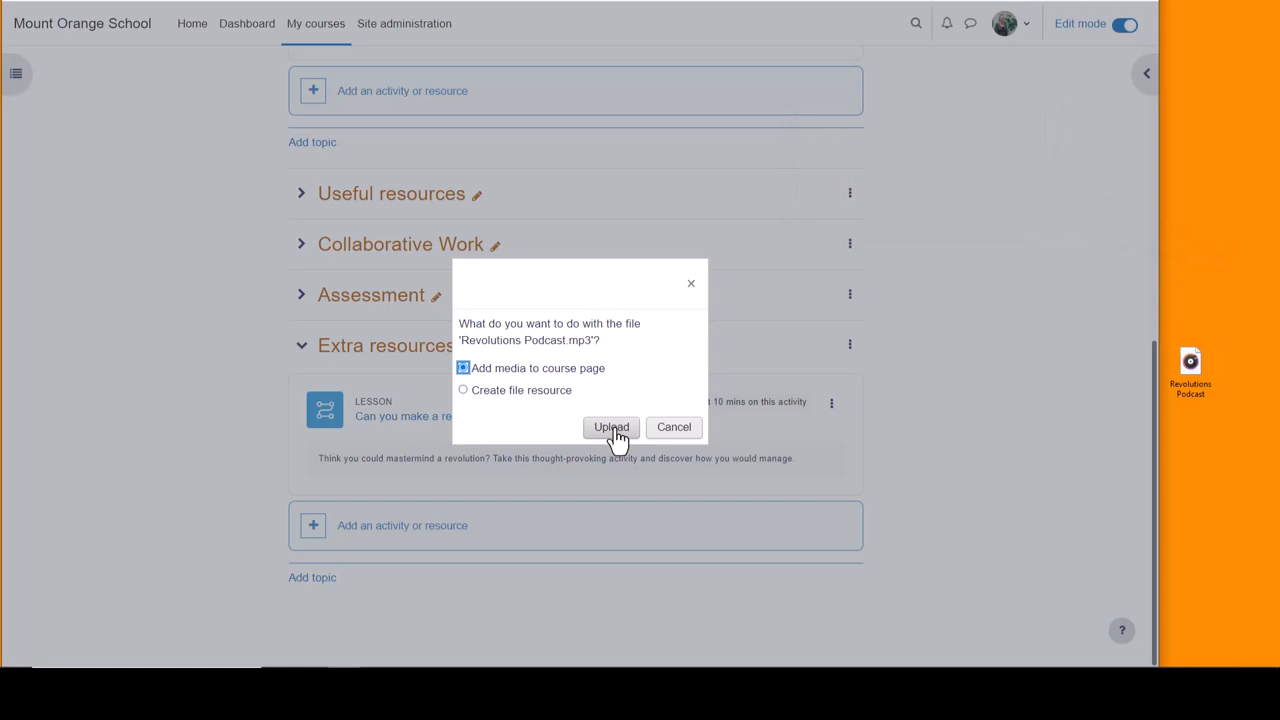 Mount Orange School Home Dashboard My courses Site administration Edit mode
Add an activity or resource
Add topic
Useful resources
Collaborative Work
Assessment
What do you want to do with the file
'Revolutions Podcast.mp3'?
Extra resources
Add media to course page
Create file resource
LESSON
Can you make a re
t 10 mins on this activity
Upload Cancel
Think you could mastermind a revolution? Take this thought-provoking activity and discover how you would manage.
Add an activity or resource
Add topic
?
Revolutions
Podcast